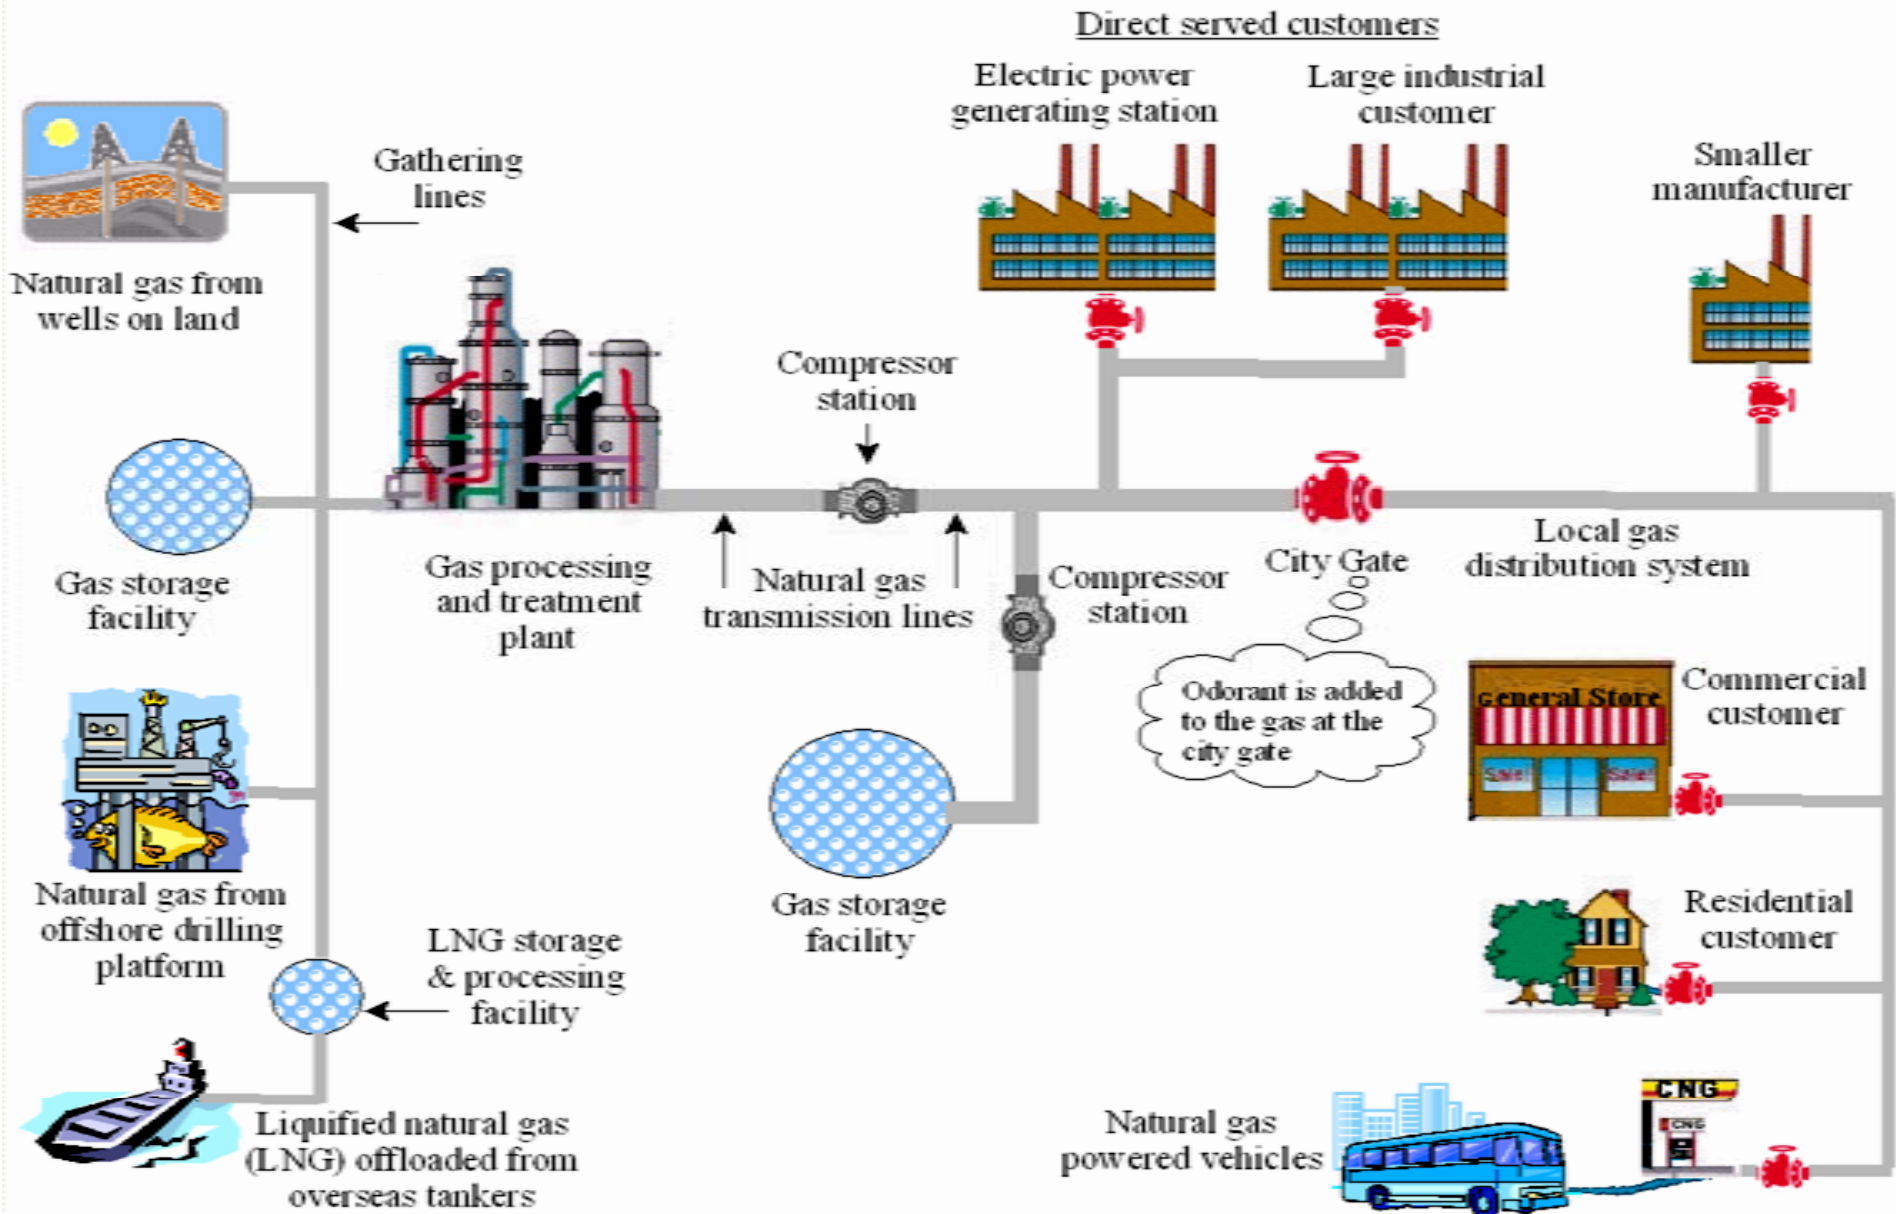 Direct served customers
Electric power
generating station
Large industrial
customer
Smaller
manufacturer
Gathering
lines
Natural gas from
wells on land
Compressor
station
Gas storage
facility
Gas processing
and treatment
plant
Natural gas
transmission lines
Compressor
station
City Gate
Local gas
distribution system
Odorant is added
to the gas at the
city gate
General Store
Sale!
Sale!
Commercial
customer
Natural gas from
offshore drilling
platform
LNG storage
& processing
facility
Gas storage
facility
Residential
customer
Liquified natural gas
(LNG) offloaded from
overseas tankers
Natural gas
powered vehicles
CNG
CNG